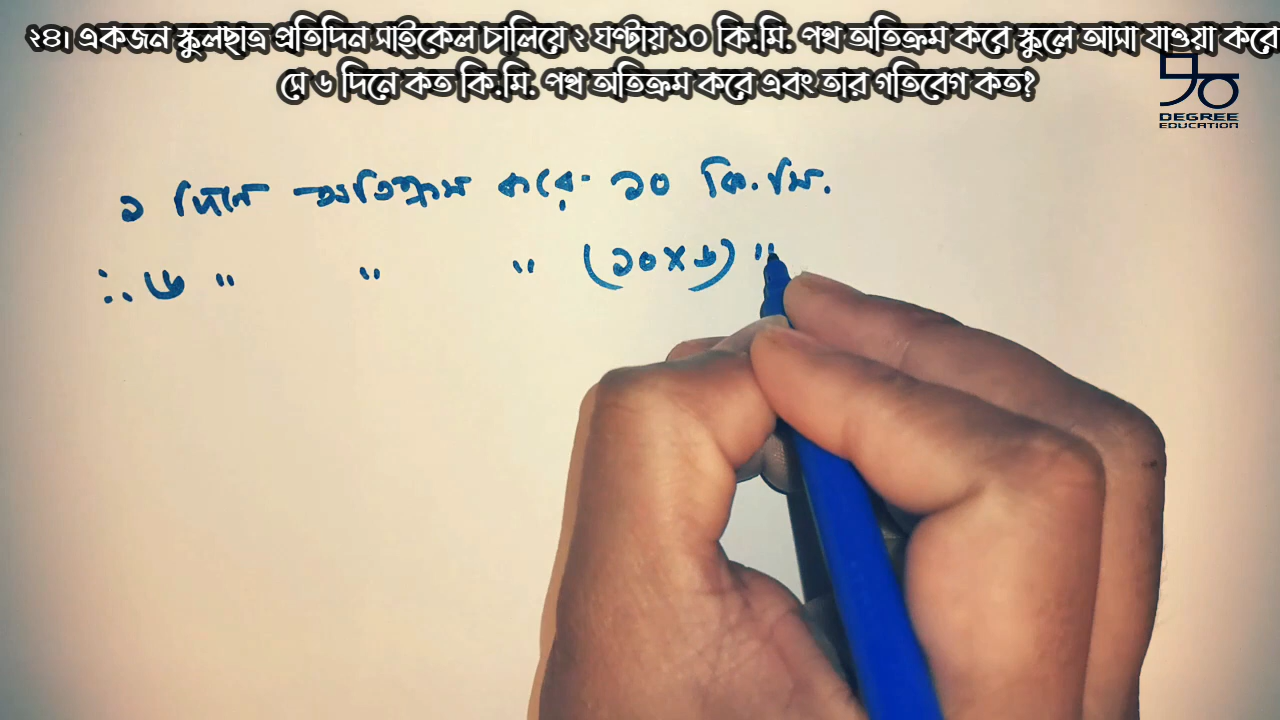 ২৪। একজন স্কুলছাত্র প্রতিদিন সাইকেল চালিয়ে ২ ঘণ্টায় ১০ কি.মি. পথ অতিক্রম করে স্কুলে আসা যাওয়া করে
সে ৬ দিনে কত কি.মি. পথ অতিক্রম করে এবং তার গতিবেগ কত?
DEGREE
EDUCATION
১ দিনে অতিক্রম করে ১০ কি.মি.
∴ ৬ " " " (১০×৬) "